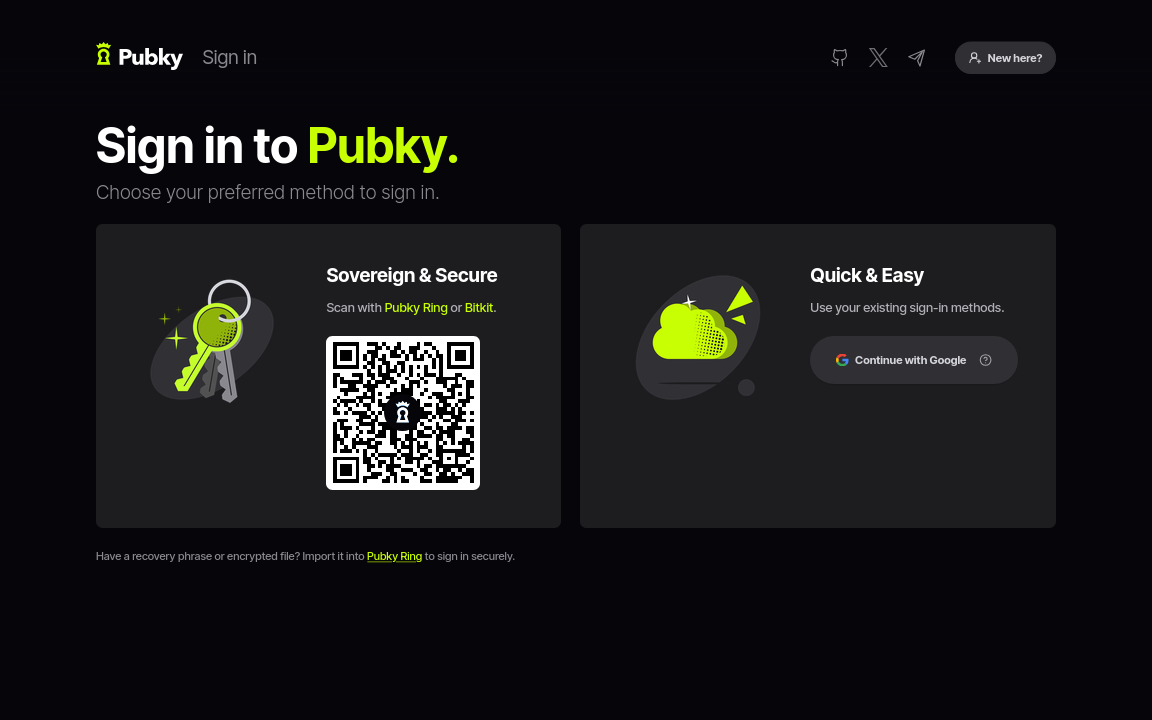 Pubky
Sign in
New here?
Sign in to Pubky.
Choose your preferred method to sign in.
Sovereign & Secure
Scan with Pubky Ring or Bitkit.
Quick & Easy
Use your existing sign-in methods.
Continue with Google
Have a recovery phrase or encrypted file? Import it into Pubky Ring to sign in securely.